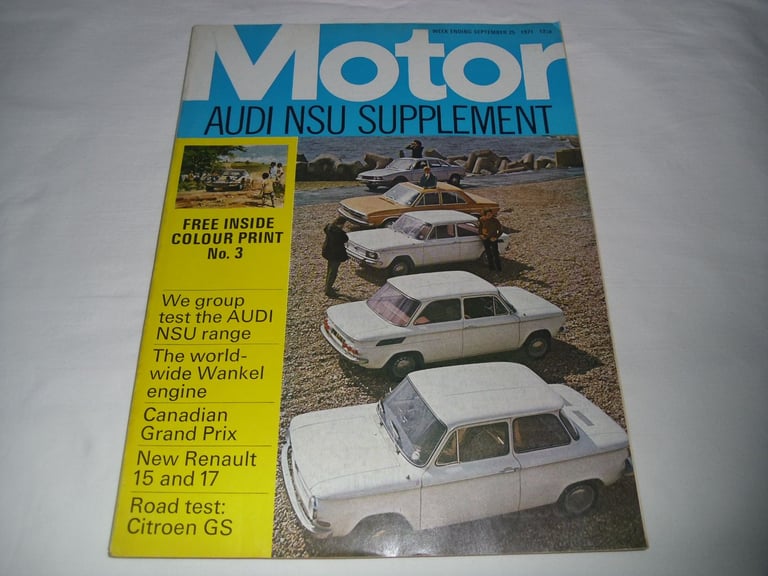 WEEK ENDING SEPTEMBER 25 1971
Motor
AUDI NSU SUPPLEMENT
FREE INSIDE
COLOUR PRINT
No. 3
We group
test the AUDI
NSU range
The world-
wide Wankel
engine
Canadian
Grand Prix
New Renault
15 and 17
Road test:
Citroen GS